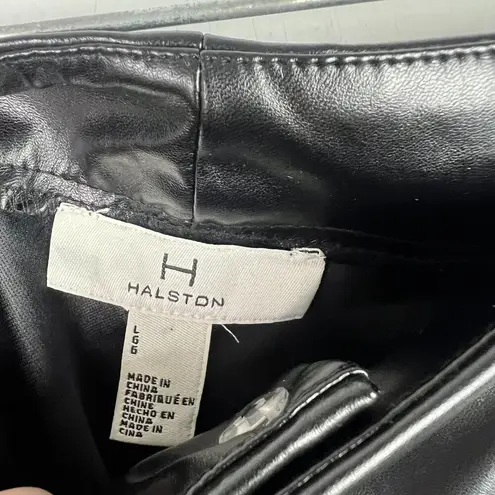 H
HALSTON
L
G
G
MADE IN
CHINA
FABRIQUÉ EN
CHINE
HECHO EN
CHINA
MADE IN
CINA